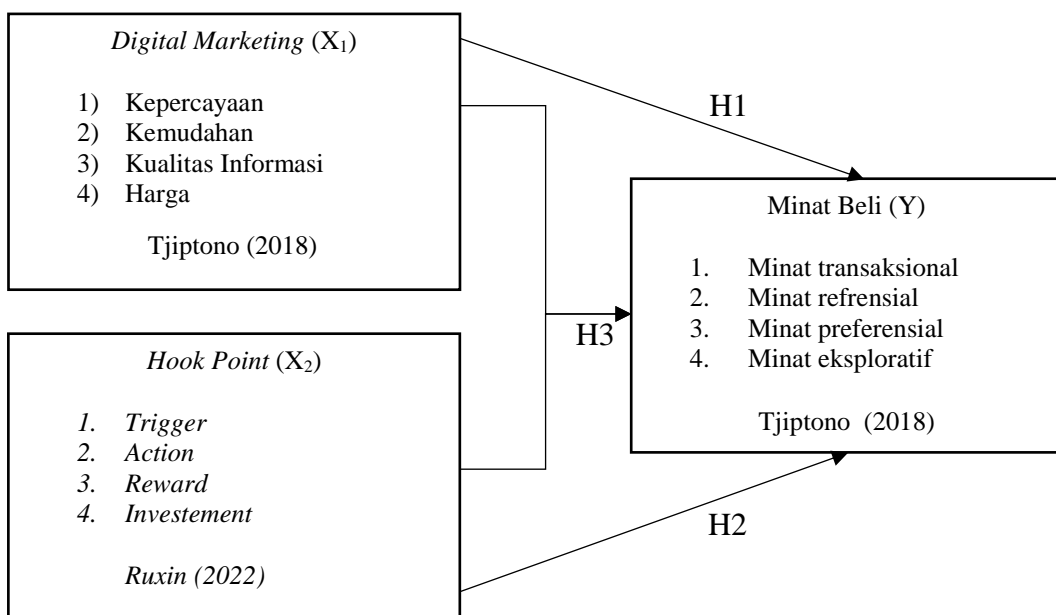 Digital Marketing (X₁)
1) Kepercayaan
2) Kemudahan
3) Kualitas Informasi
4) Harga
Tjiptono (2018)
H1
Minat Beli (Y)
1. Minat transaksional
2. Minat refrensial
3. Minat preferensial
4. Minat eksploratif
Tjiptono (2018)
H3
Hook Point (X₂)
1. Trigger
2. Action
3. Reward
4. Investement
Ruxin (2022)
H2